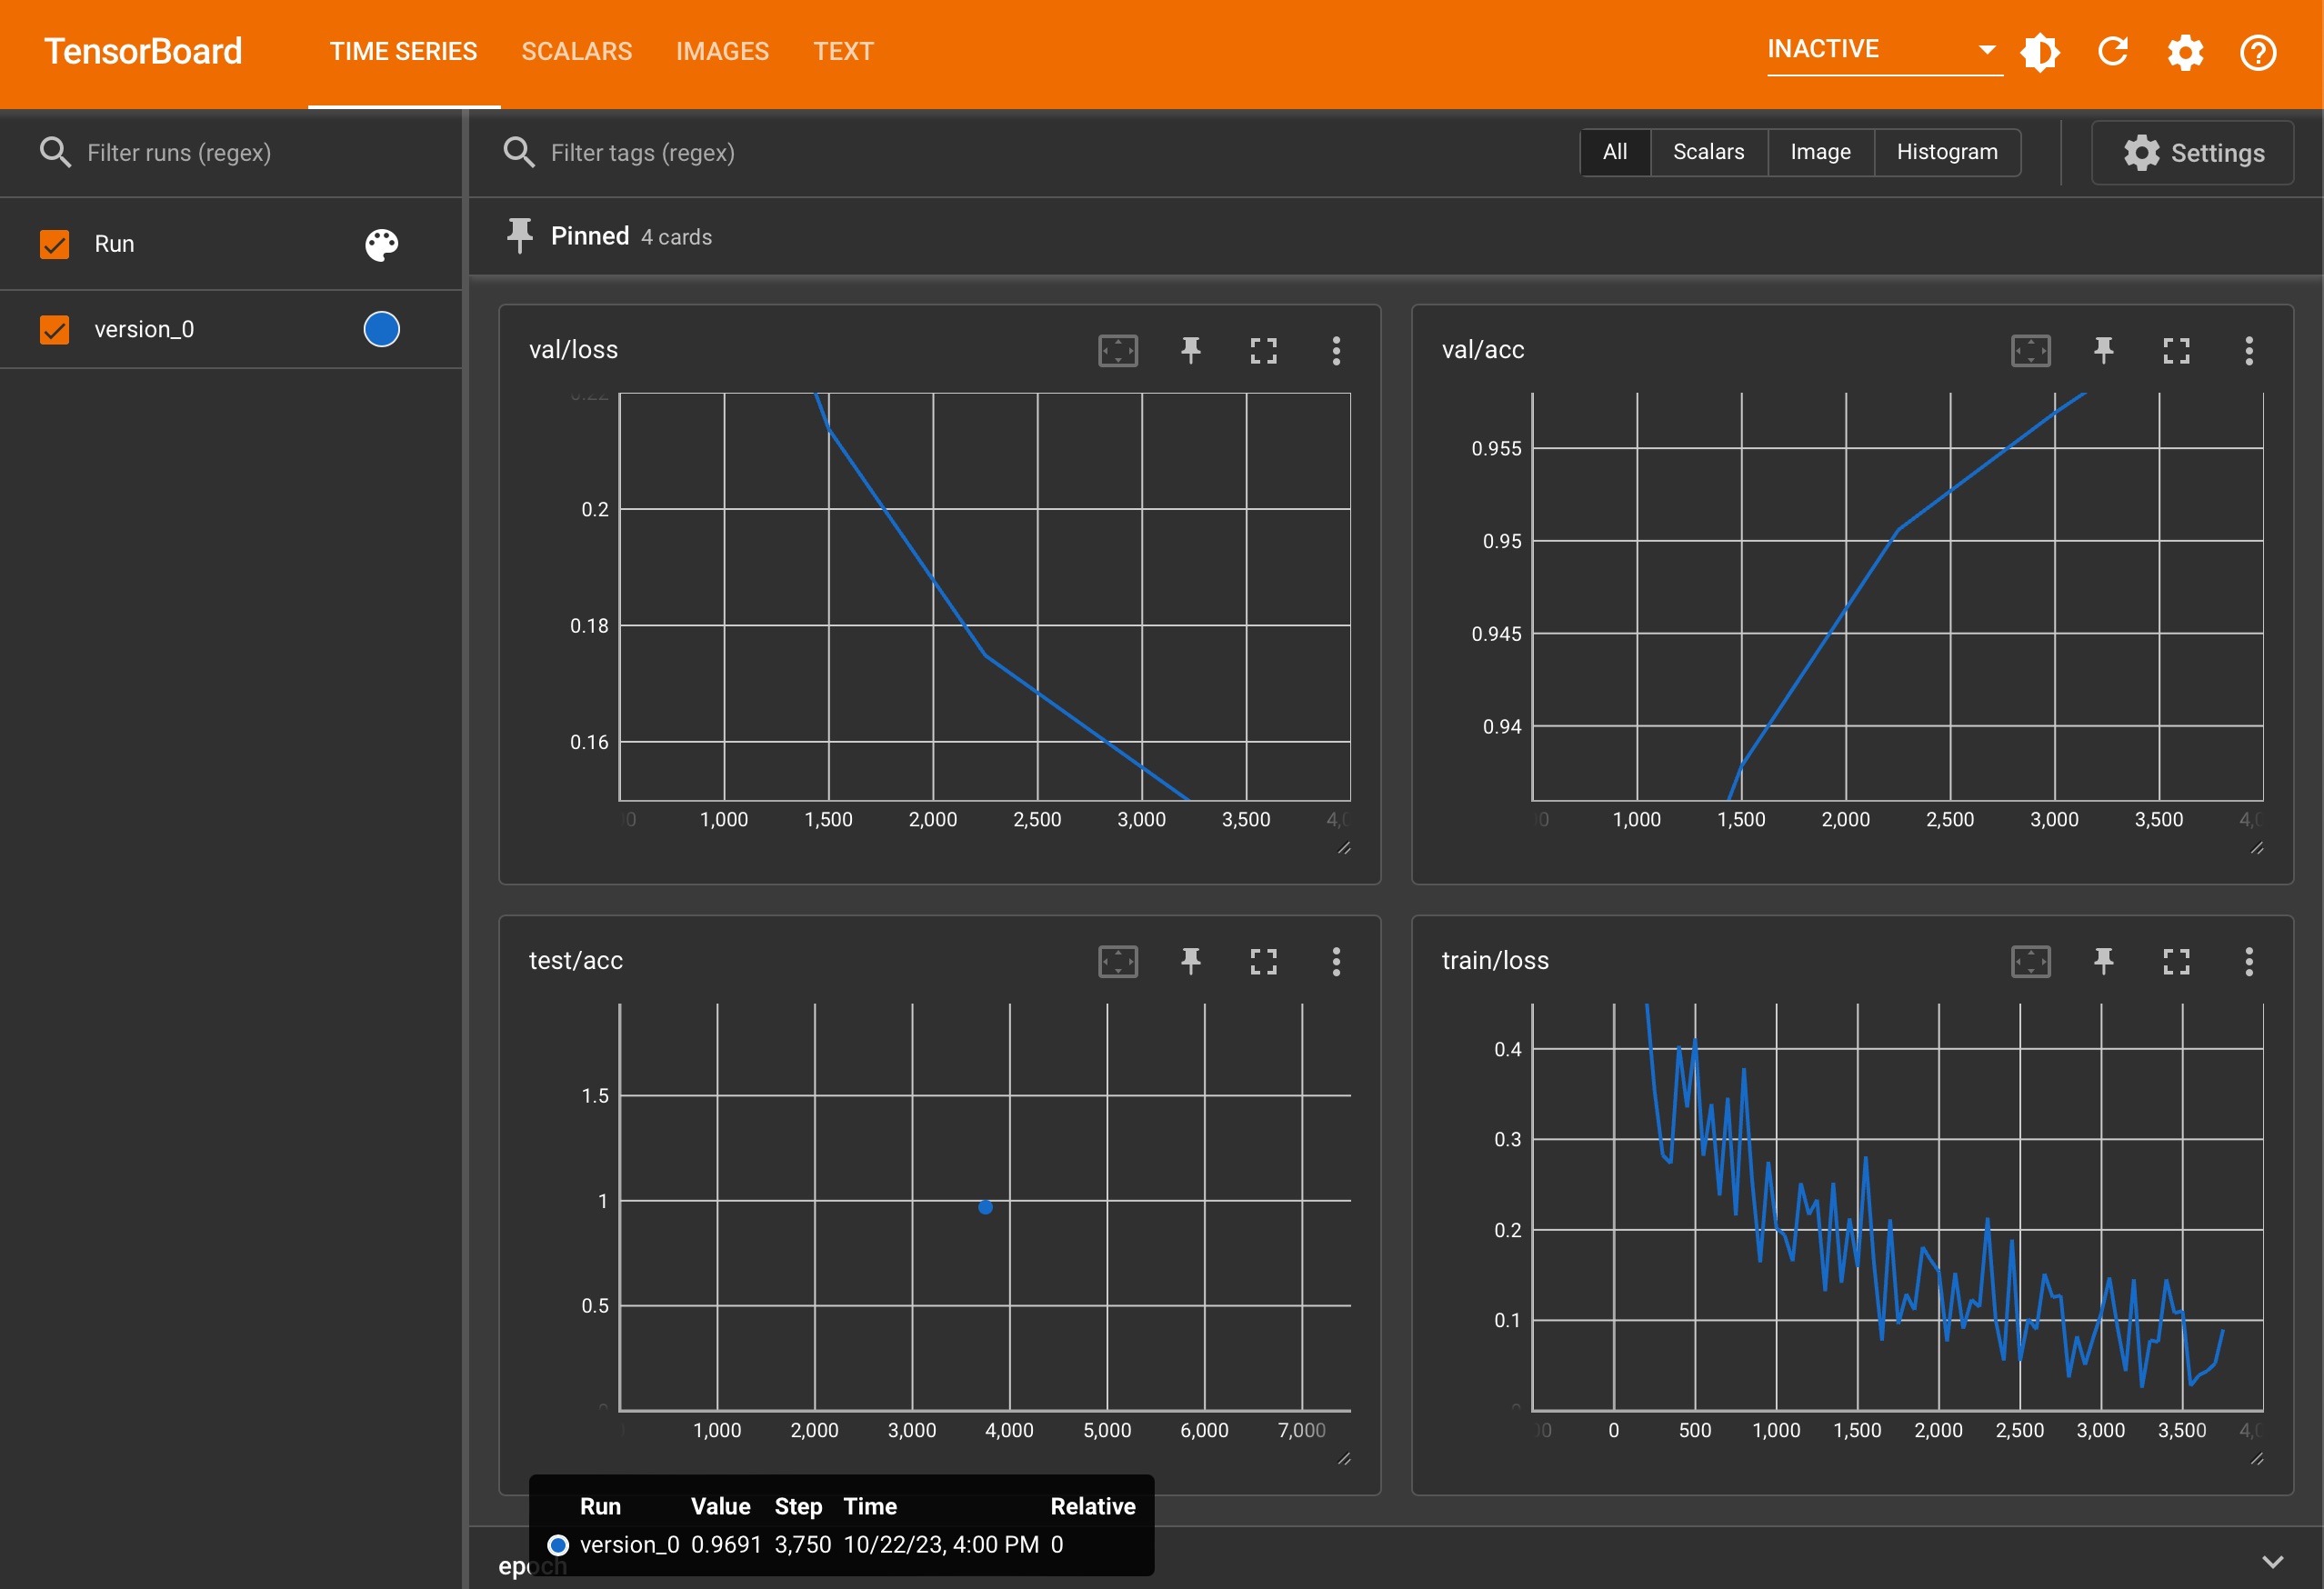 TensorBoard TIME SERIES SCALARS IMAGES TEXT INACTIVE
Filter runs (regex)
Filter tags (regex) All Scalars Image Histogram Settings
Run
version_0
Pinned 4 cards
val/loss
0.22
0.2
0.18
0.16
1,000 1,500 2,000 2,500 3,000 3,500
val/acc
0.955
0.95
0.945
0.94
1,000 1,500 2,000 2,500 3,000 3,500
test/acc
1.5
1
0.5
1,000 2,000 3,000 4,000 5,000 6,000 7,000
train/loss
0.4
0.3
0.2
0.1
0 500 1,000 1,500 2,000 2,500 3,000 3,500
Run Value Step Time Relative
version_0 0.9691 3,750 10/22/23, 4:00 PM 0
epoch